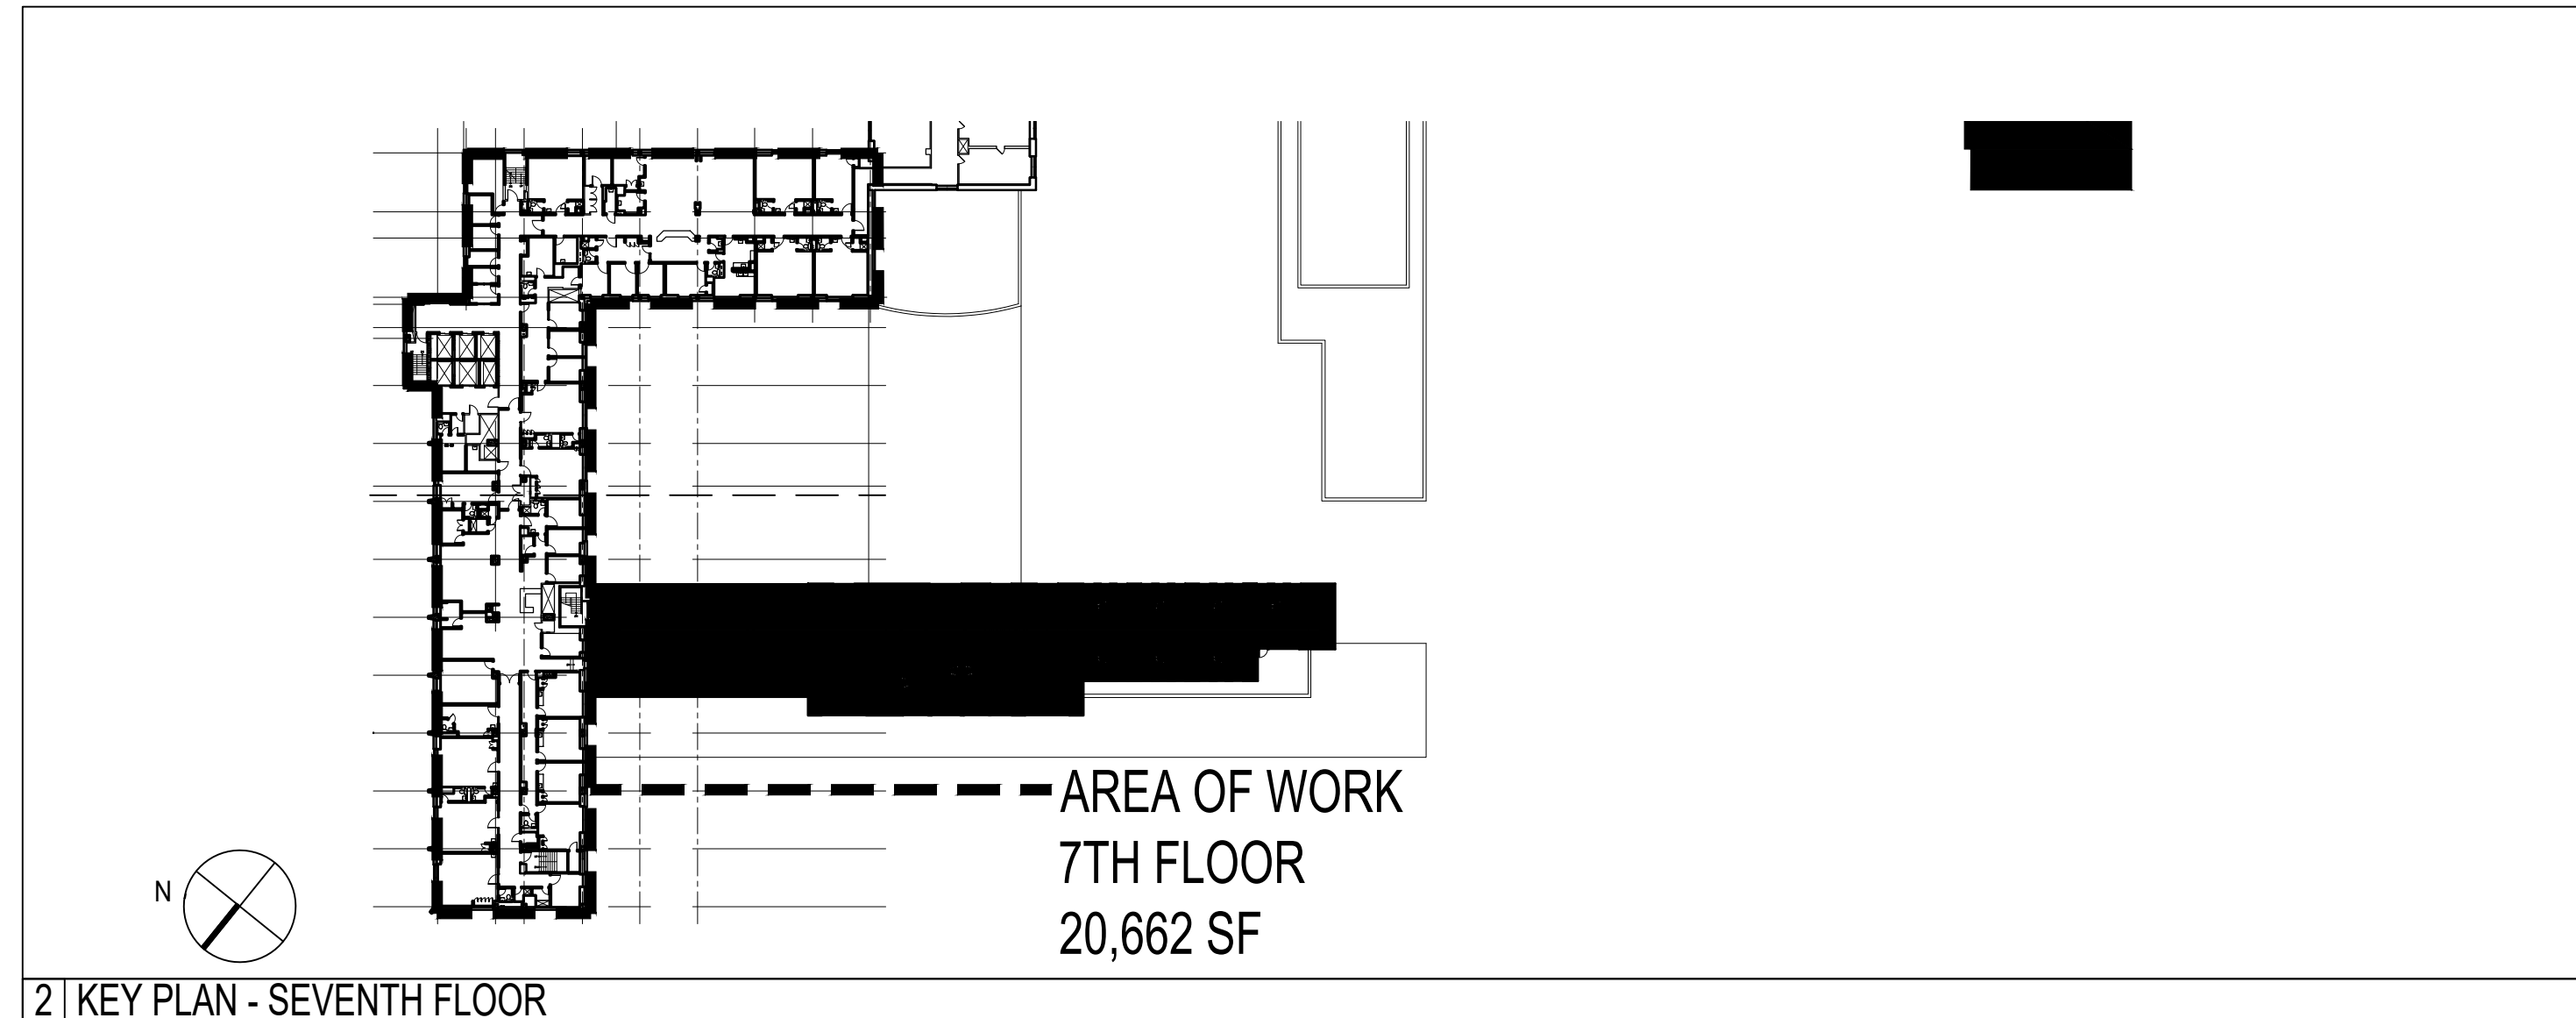 AREA OF WORK
7TH FLOOR
20,662 SF
N
2 KEY PLAN - SEVENTH FLOOR